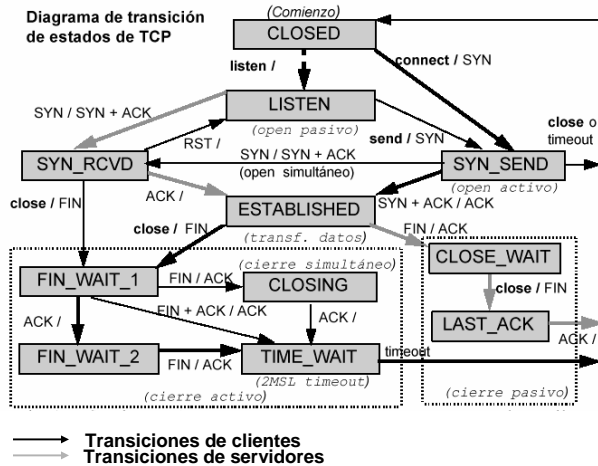 Diagrama de transición
de estados de TCP
(Comienzo)
CLOSED
listen /
connect / SYN
LISTEN
(open pasivo)
SYN / SYN + ACK
RST /
send / SYN
close o
timeout
SYN_RCVD
SYN / SYN + ACK
(open simultáneo)
SYN_SEND
(open activo)
close / FIN
ACK /
ESTABLISHED
(transf. datos)
SYN + ACK / ACK
close / FIN
FIN / ACK
(cierre simultáneo)
CLOSE_WAIT
FIN_WAIT_1
FIN / ACK
CLOSING
close / FIN
FIN + ACK / ACK
ACK /
ACK /
LAST_ACK
ACK /
FIN_WAIT_2
FIN / ACK
TIME_WAIT
timeout
(2MSL timeout)
(cierre activo)
(cierre pasivo)
Transiciones de clientes
Transiciones de servidores